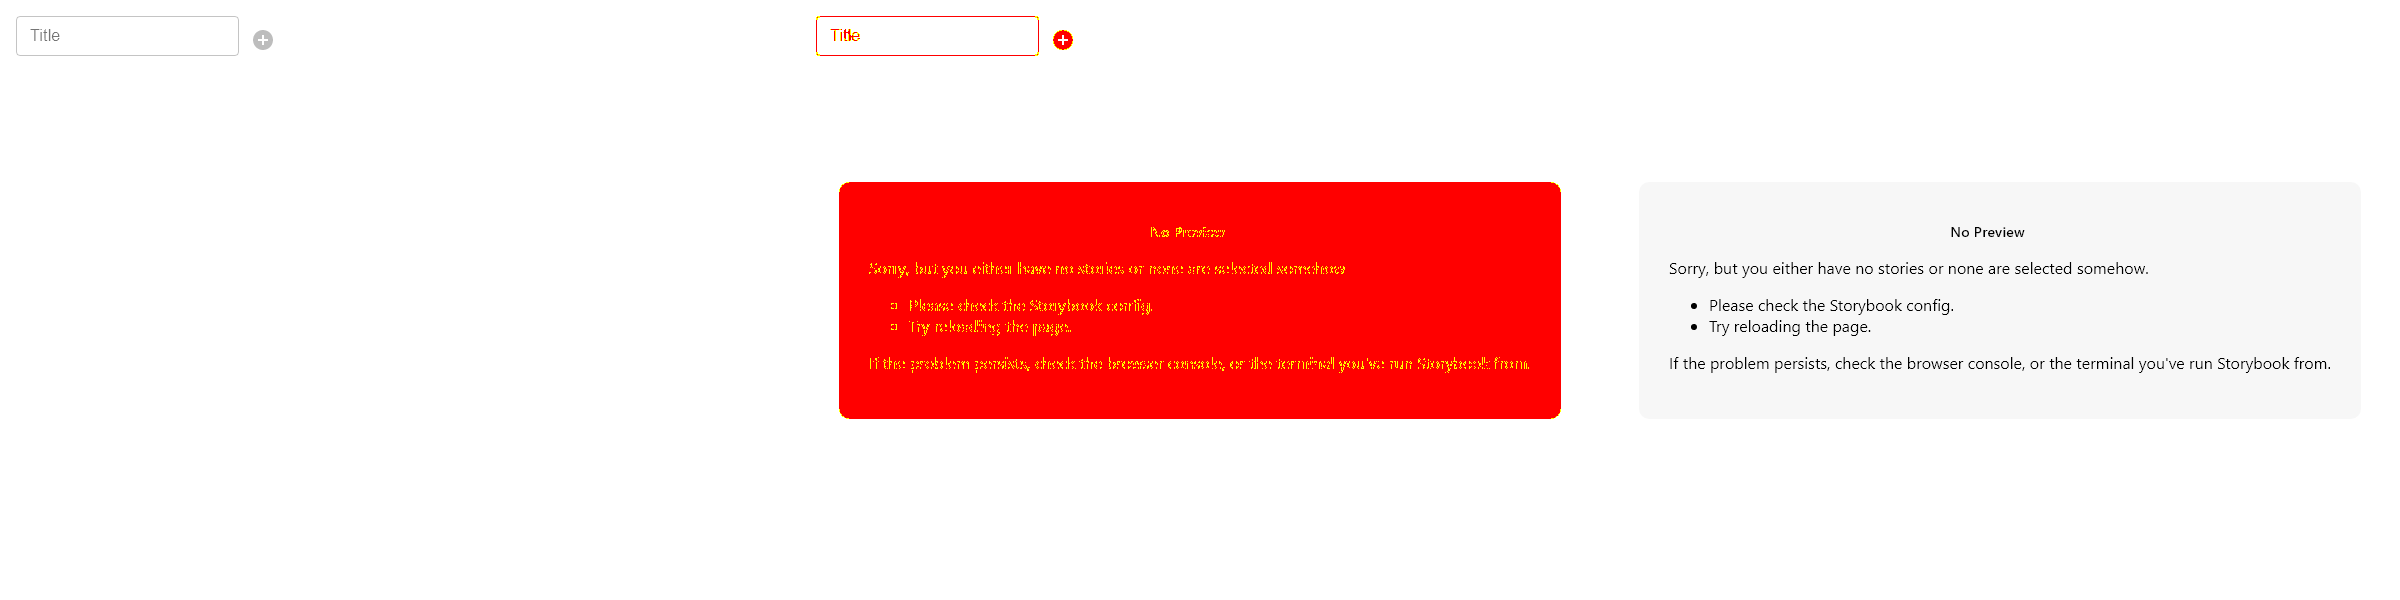 Title
Title
No Preview
Sorry, but you either have no stories or none are selected somehow
Please check the Storybook config.
Try reloading the page.
If the problem persists, check the browser console, or the terminal you've run Storybook from.
No Preview
Sorry, but you either have no stories or none are selected somehow.
Please check the Storybook config.
Try reloading the page.
If the problem persists, check the browser console, or the terminal you've run Storybook from.